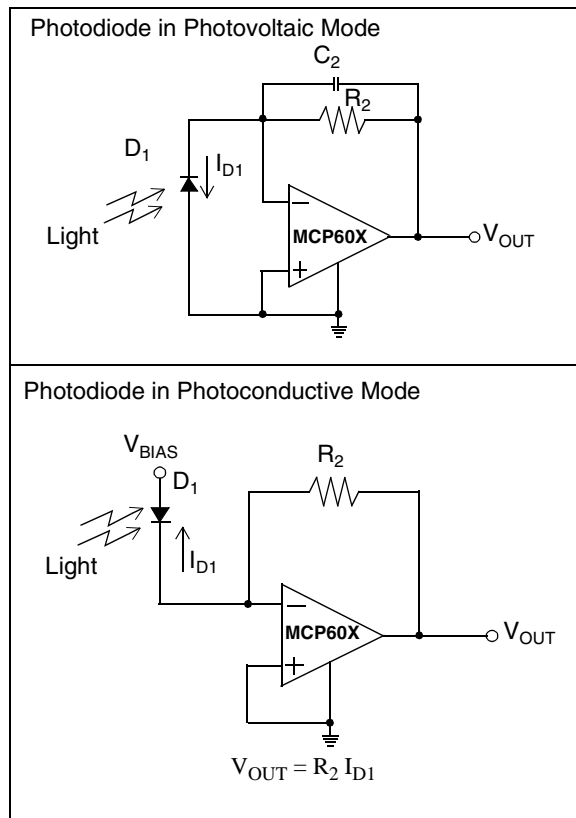 Photodiode in Photovoltaic Mode
C2
R2
D1
ID1
Light
−
MCP60X
+
VOUT
Photodiode in Photoconductive Mode
VBIAS
D1
R2
Light
ID1
−
MCP60X
+
VOUT
VOUT = R2 ID1